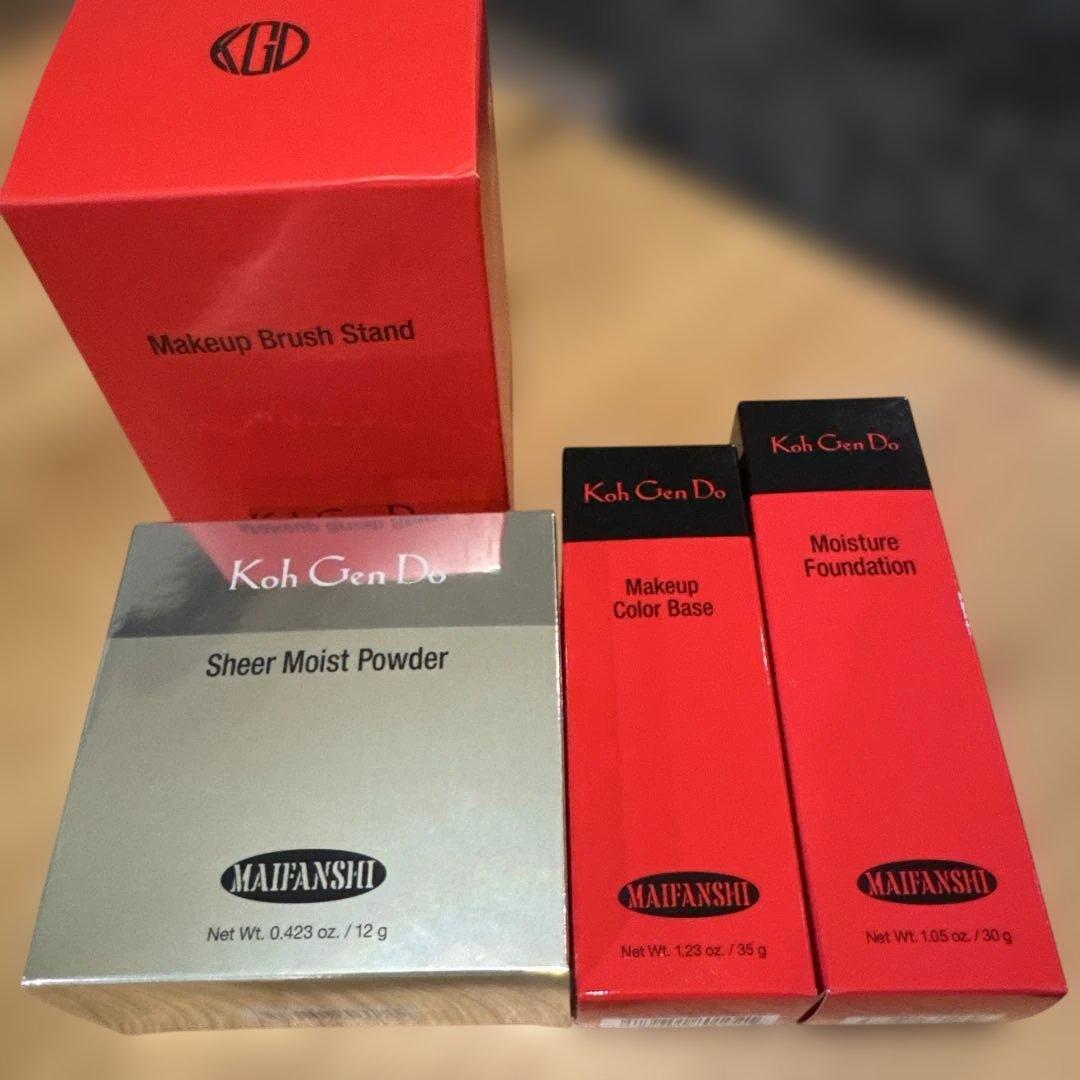 KGD
Makeup Brush Stand
Koh Gen Do
Sheer Moist Powder
MAIFANSHI
Net Wt. 0.423 oz. / 12 g
Koh Gen Do
Makeup
Color Base
MAIFANSHI
Net Wt. 1.23 oz. / 35 g
Koh Gen Do
Moisture
Foundation
MAIFANSHI
Net Wt. 1.05 oz. / 30 g